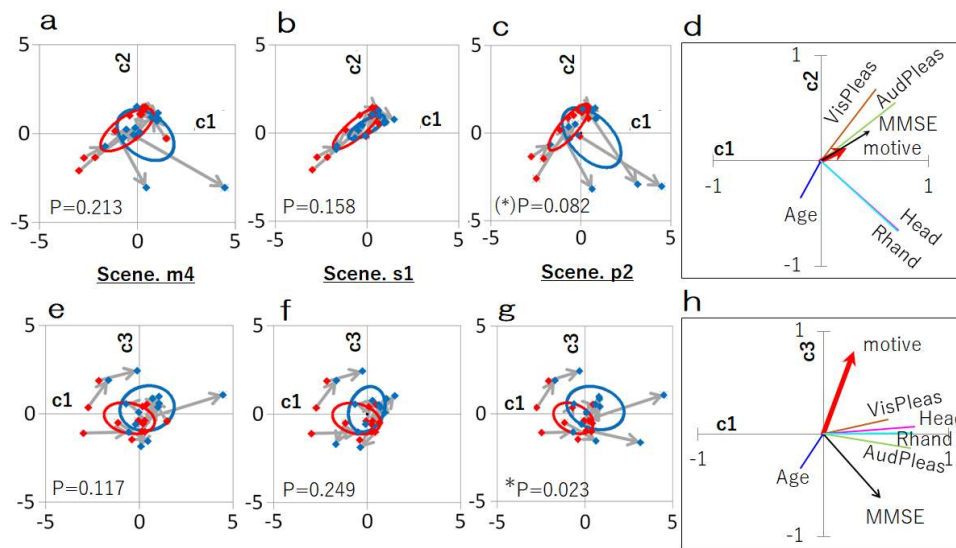 a
5
c2
0
c1
P=0.213
-5
-5 0 5
b
5
c2
0
c1
P=0.158
-5
-5 0 5
c
5
c2
0
c1
(*)P=0.082
-5
-5 0 5
d
1
c2
VisPleas
AudPleas
MMSE
c1
motive
-1
1
Age
Head
Rhand
-1
Scene. m4
Scene. s1
Scene. p2
e
5
c3
c1
0
P=0.117
-5
-5 0 5
f
5
c3
c1
0
P=0.249
-5
-5 0 5
g
5
c3
c1
0
*P=0.023
-5
-5 0 5
h
1
c3
motive
VisPleas
c1
Head
Rhand
-1
1
AudPleas
Age
MMSE
-1